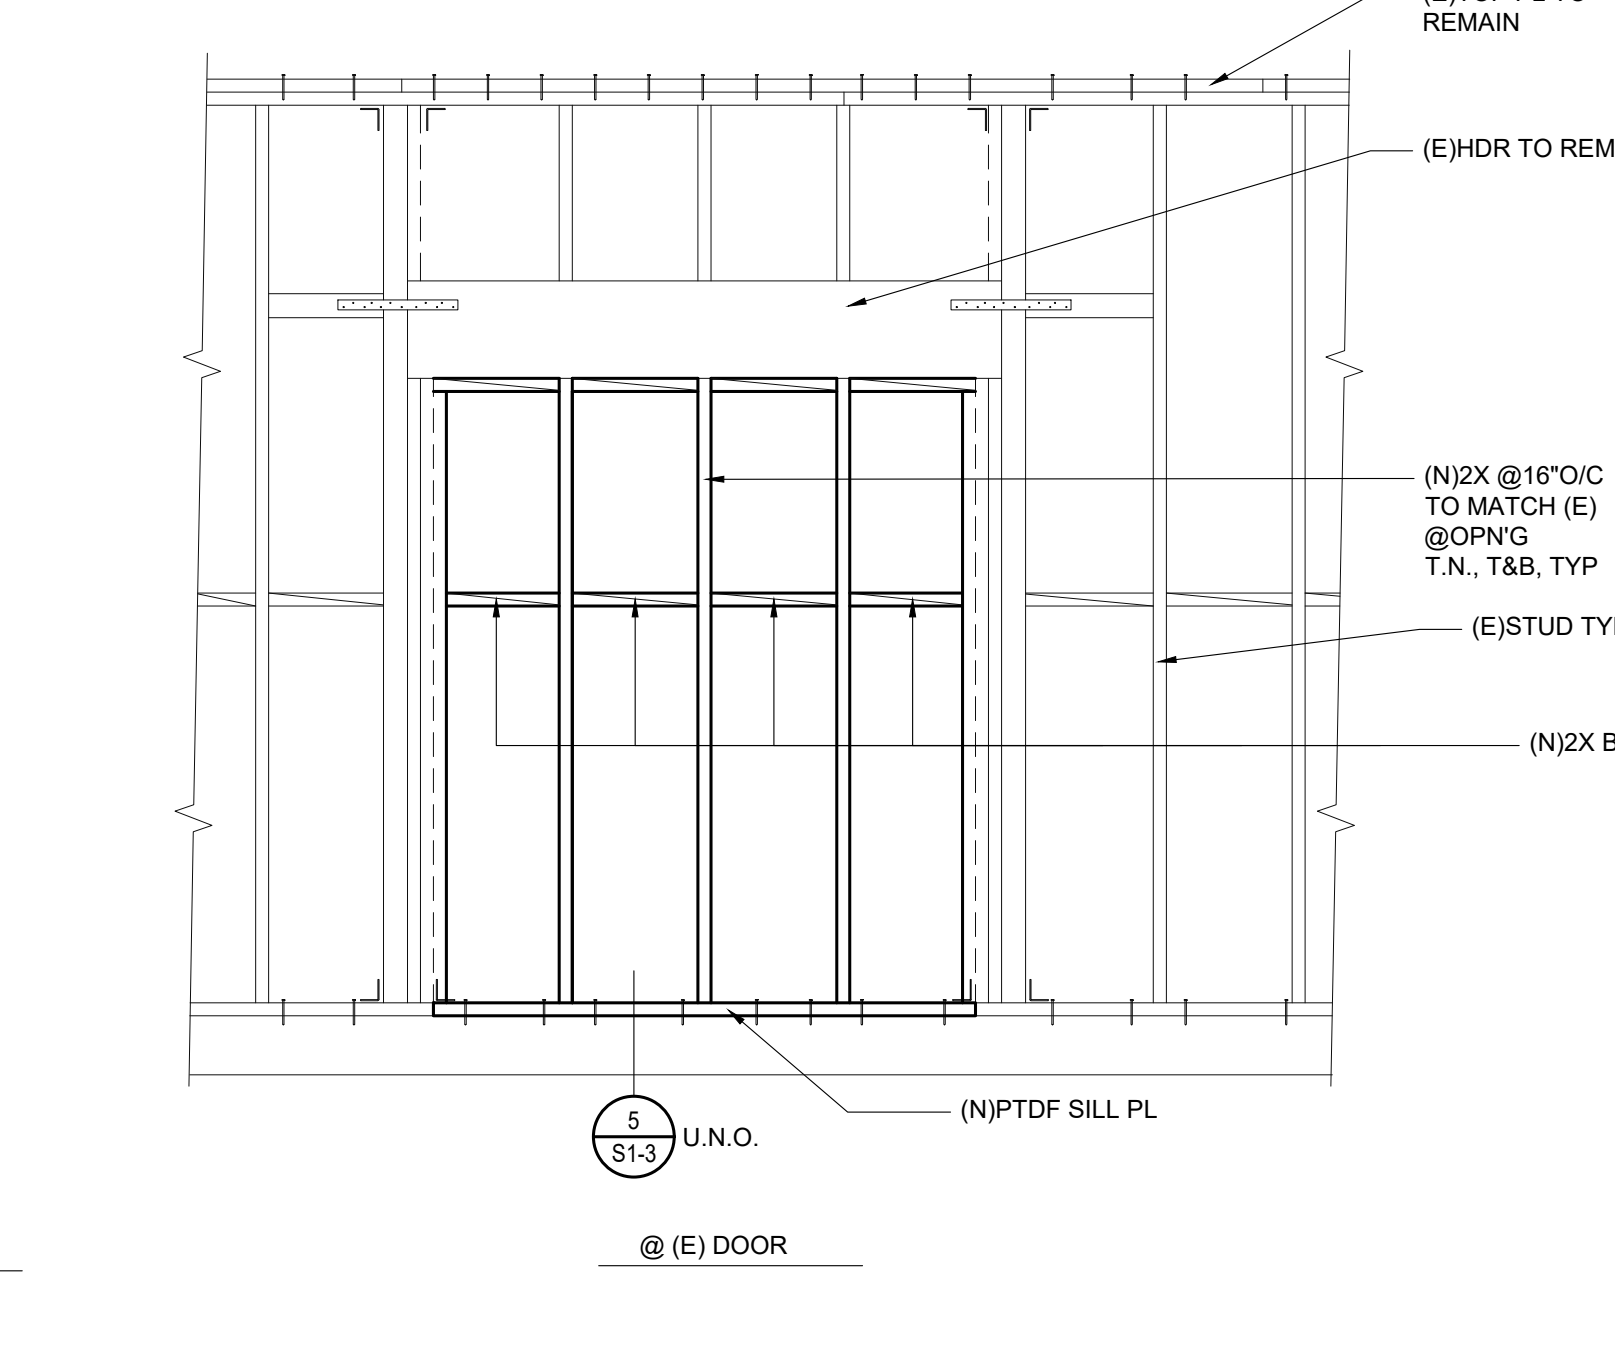 REMAIN
(E)HDR TO REM
(N)2X @16"O/C
TO MATCH (E)
@OPN'G
T.N., T&B, TYP
(E)STUD
(N)2X
(N)PTDF SILL PL
5
S1-3
U.N.O.
@ (E) DOOR